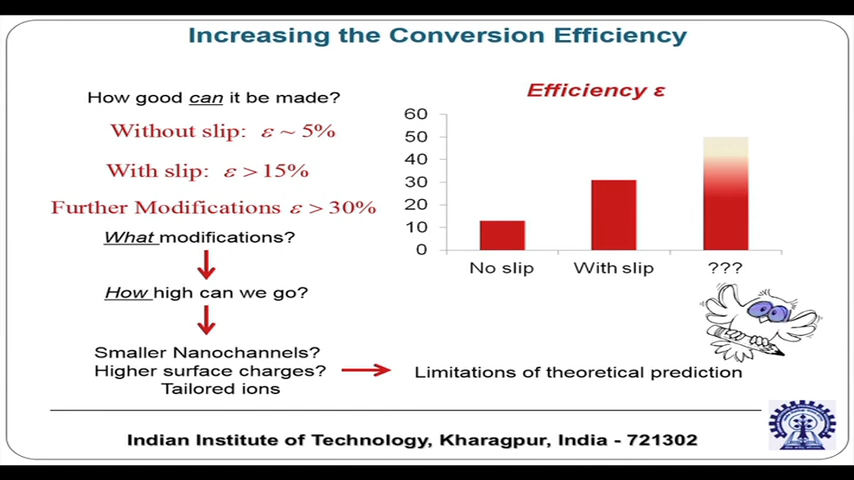 Increasing the Conversion Efficiency
How good can it be made?
Without slip: ε ~ 5%
With slip: ε > 15%
Further Modifications ε > 30%
What modifications?
How high can we go?
Smaller Nanochannels?
Higher surface charges?
Tailored ions
Efficiency ε
60
50
40
30
20
10
0
No slip
With slip
???
Limitations of theoretical prediction
Indian Institute of Technology, Kharagpur, India - 721302